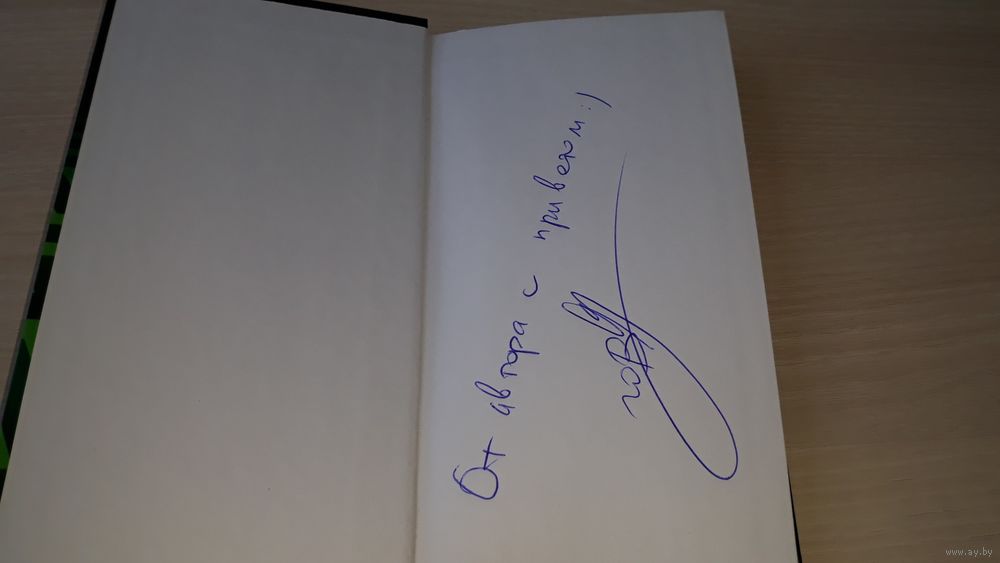 От автора с приветом :)
www.ay.by